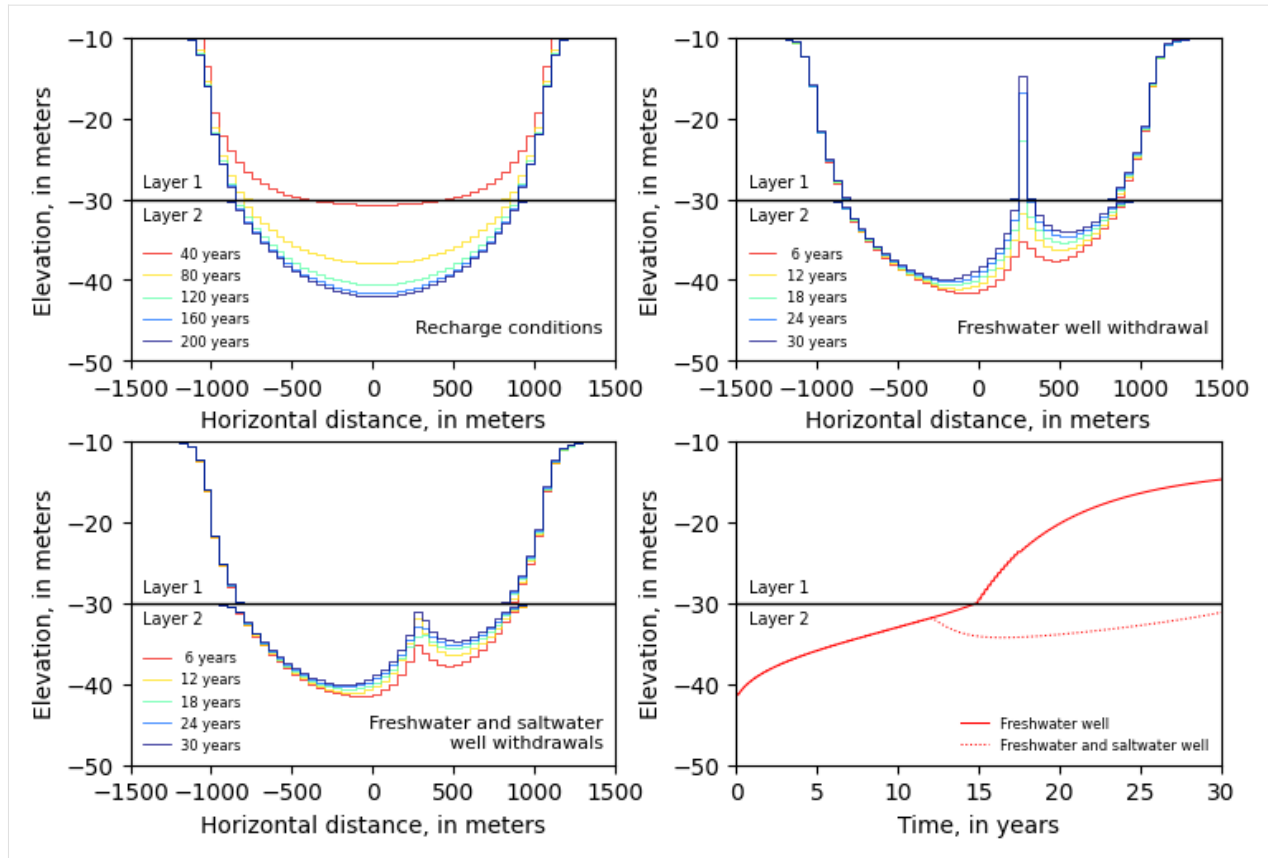 −10
−20
−30
−40
−50
Elevation, in meters
Layer 1
Layer 2
40 years
80 years
120 years
160 years
200 years
Recharge conditions
−1500 −1000 −500 0 500 1000 1500
Horizontal distance, in meters
−10
−20
−30
−40
−50
Elevation, in meters
Layer 1
Layer 2
6 years
12 years
18 years
24 years
30 years
Freshwater well withdrawal
−1500 −1000 −500 0 500 1000 1500
Horizontal distance, in meters
−10
−20
−30
−40
−50
Elevation, in meters
Layer 1
Layer 2
6 years
12 years
18 years
24 years
30 years
Freshwater and saltwater
well withdrawals
−1500 −1000 −500 0 500 1000 1500
Horizontal distance, in meters
−10
−20
−30
−40
−50
Elevation, in meters
Layer 1
Layer 2
Freshwater well
Freshwater and saltwater well
0 5 10 15 20 25 30
Time, in years